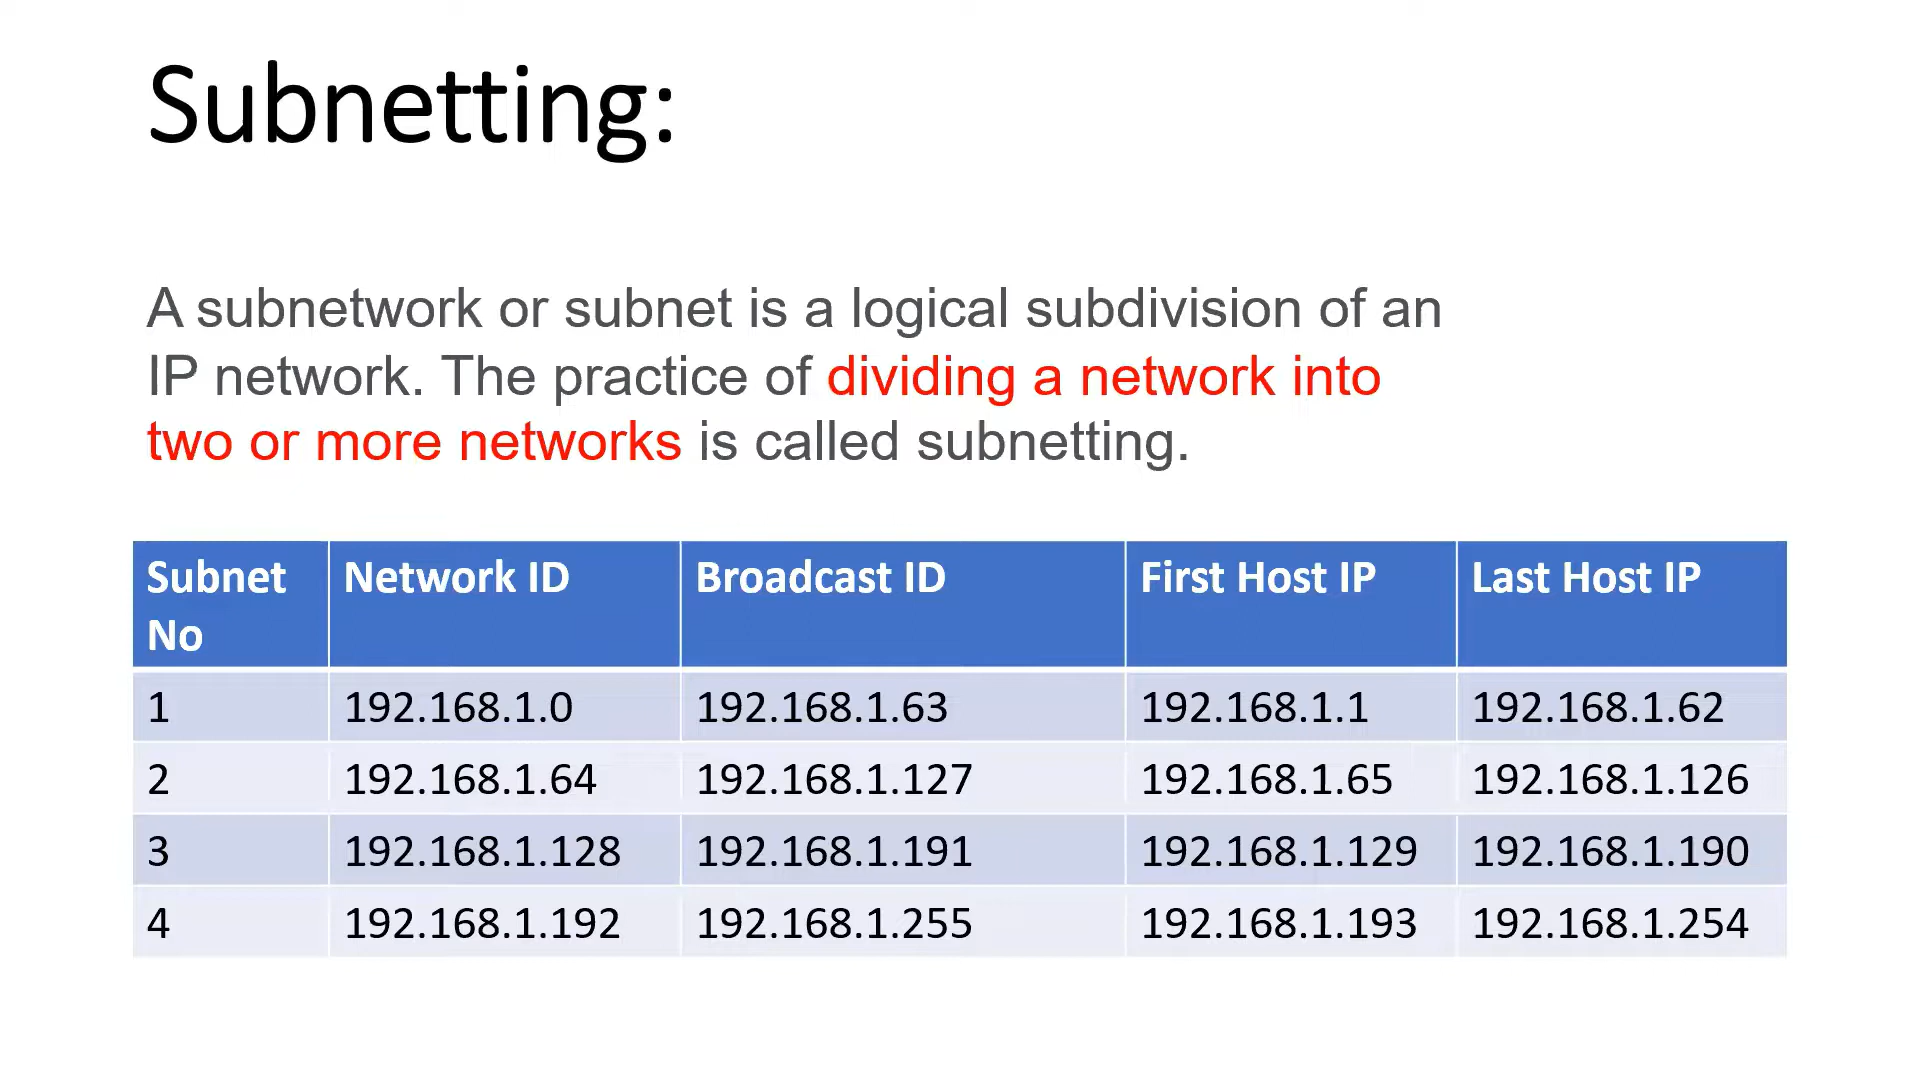 Subnetting:
A subnetwork or subnet is a logical subdivision of an
IP network. The practice of dividing a network into
two or more networks is called subnetting.
Subnet No Network ID Broadcast ID First Host IP Last Host IP
1 192.168.1.0 192.168.1.63 192.168.1.1 192.168.1.62
2 192.168.1.64 192.168.1.127 192.168.1.65 192.168.1.126
3 192.168.1.128 192.168.1.191 192.168.1.129 192.168.1.190
4 192.168.1.192 192.168.1.255 192.168.1.193 192.168.1.254